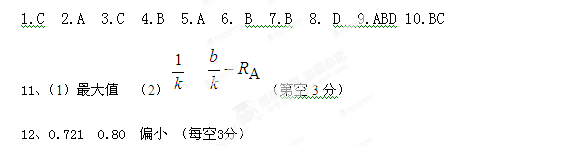 1.C 2.A 3.C 4.B 5.A 6. B 7.B 8. D 9.ABD 10.BC
11、(1) 最大值 (2) 1/k b/k-R_A (第空 3 分)
12、0.721 0.80 偏小 (每空3分)